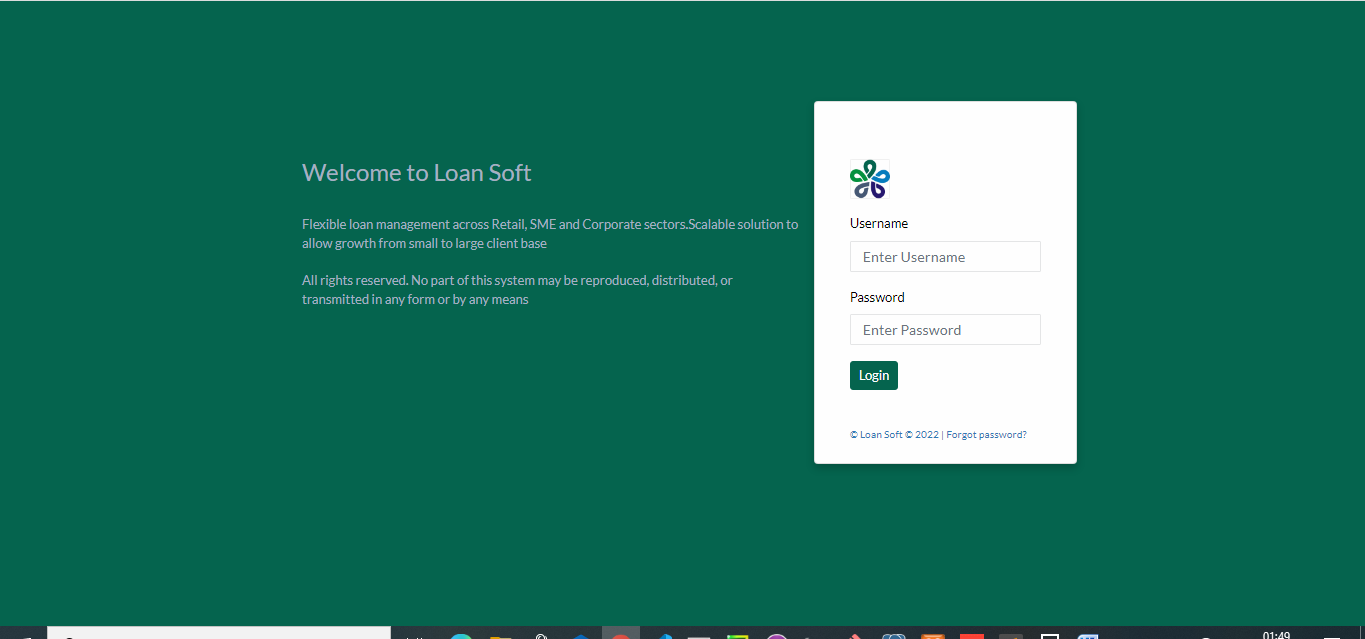 Welcome to Loan Soft
Flexible loan management across Retail, SME and Corporate sectors.Scalable solution to
allow growth from small to large client base
All rights reserved. No part of this system may be reproduced, distributed, or
transmitted in any form or by any means
Username
Enter Username
Password
Enter Password
Login
© Loan Soft © 2022 | Forgot password?
01:49